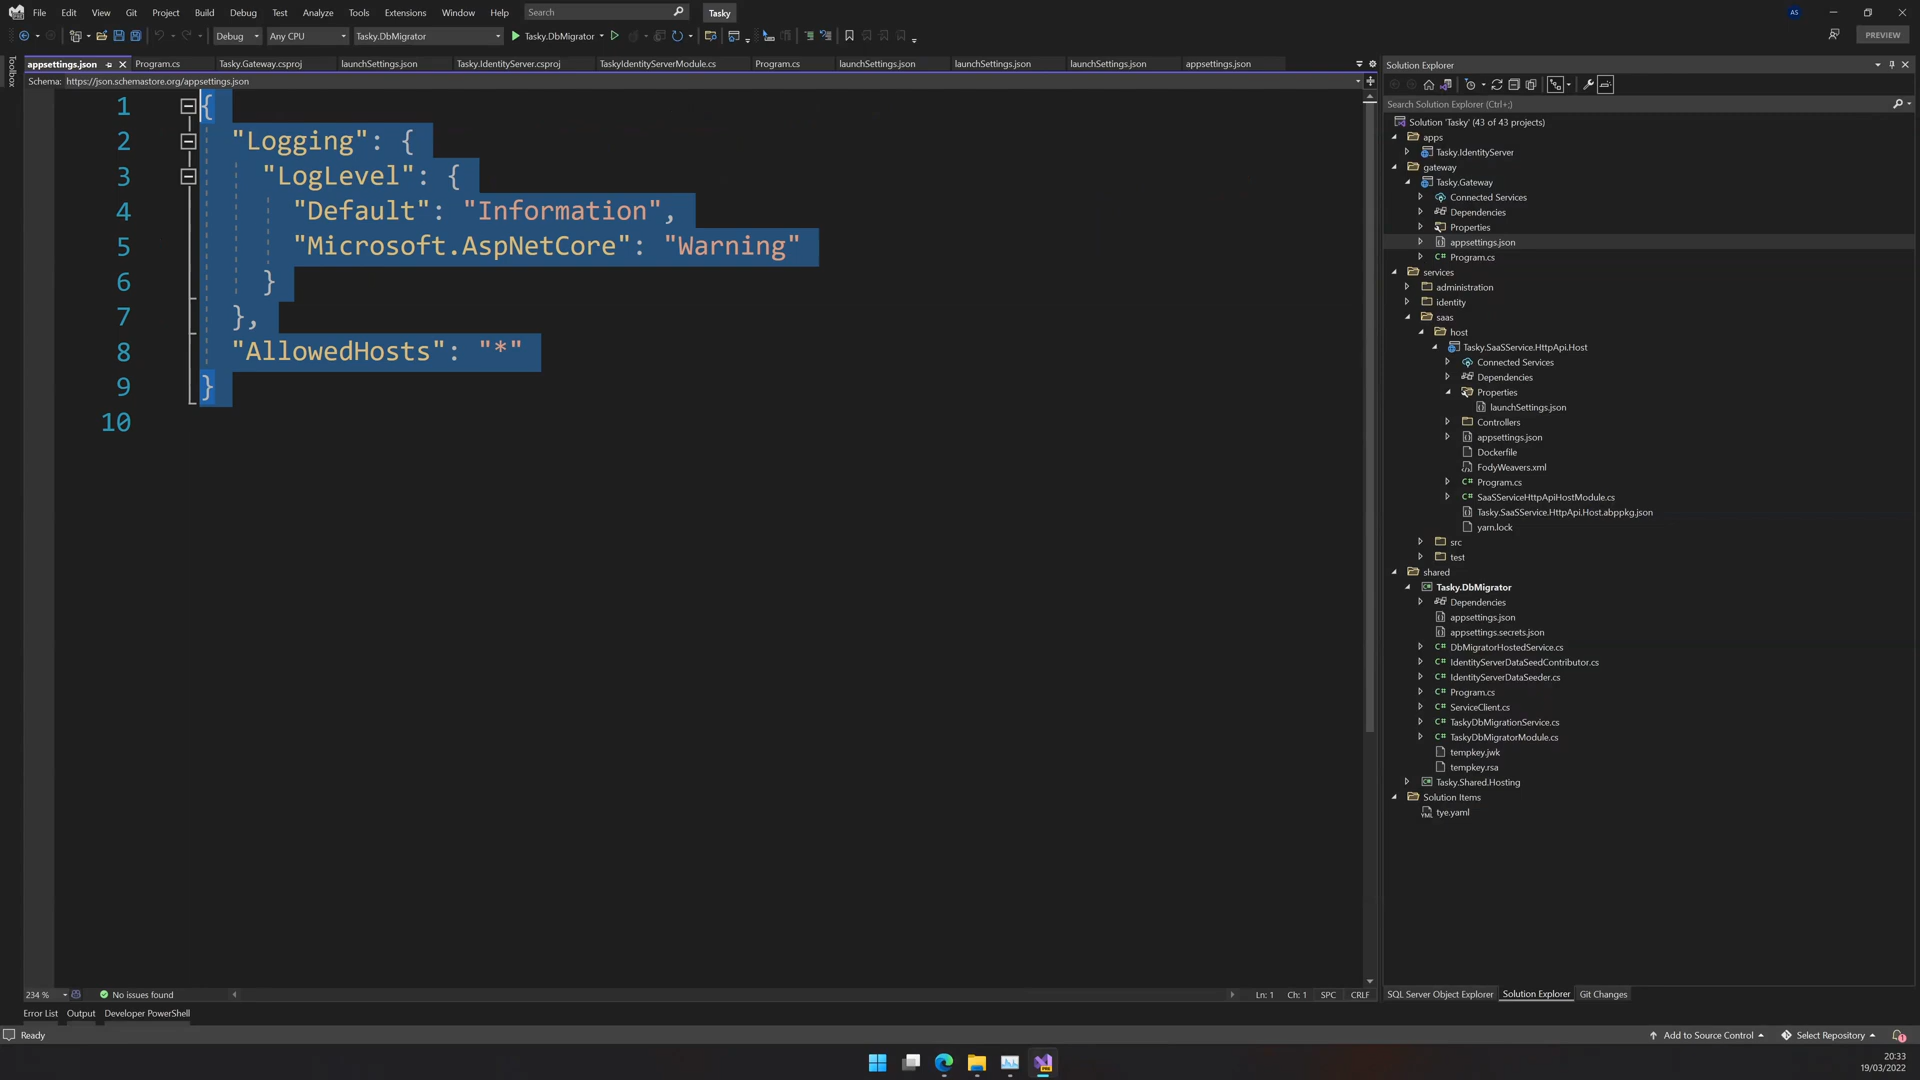 File Edit View Git Project Build Debug Test Analyze Tools Extensions Window Help Search Tasky AS
Debug Any CPU Tasky.DbMigrator Tasky.DbMigrator PREVIEW
Toolbox
appsettings.json Program.cs Tasky.Gateway.csproj launchSettings.json Tasky.IdentityServer.csproj TaskyIdentityServerModule.cs Program.cs launchSettings.json launchSettings.json launchSettings.json appsettings.json
Schema: https://json.schemastore.org/appsettings.json
1 {
2 "Logging": {
3 "LogLevel": {
4 "Default": "Information",
5 "Microsoft.AspNetCore": "Warning"
6 }
7 },
8 "AllowedHosts": "*"
9 }
10
234 % No issues found Ln: 1 Ch: 1 SPC CRLF
Solution Explorer
Search Solution Explorer (Ctrl+;)
Solution 'Tasky' (43 of 43 projects)
apps
Tasky.IdentityServer
gateway
Tasky.Gateway
Connected Services
Dependencies
Properties
appsettings.json
Program.cs
services
administration
identity
saas
host
Tasky.SaaSService.HttpApi.Host
Connected Services
Dependencies
Properties
launchSettings.json
Controllers
appsettings.json
Dockerfile
FodyWeavers.xml
Program.cs
SaaSServiceHttpApiHostModule.cs
Tasky.SaaSService.HttpApi.Host.abppkg.json
yarn.lock
src
test
shared
Tasky.DbMigrator
Dependencies
appsettings.json
appsettings.secrets.json
DbMigratorHostedService.cs
IdentityServerDataSeedContributor.cs
IdentityServerDataSeeder.cs
Program.cs
ServiceClient.cs
TaskyDbMigrationService.cs
TaskyDbMigratorModule.cs
tempkey.jwk
tempkey.rsa
Tasky.Shared.Hosting
Solution Items
tye.yaml
SQL Server Object Explorer Solution Explorer Git Changes
Error List Output Developer PowerShell
Ready Add to Source Control Select Repository
20:33
19/03/2022